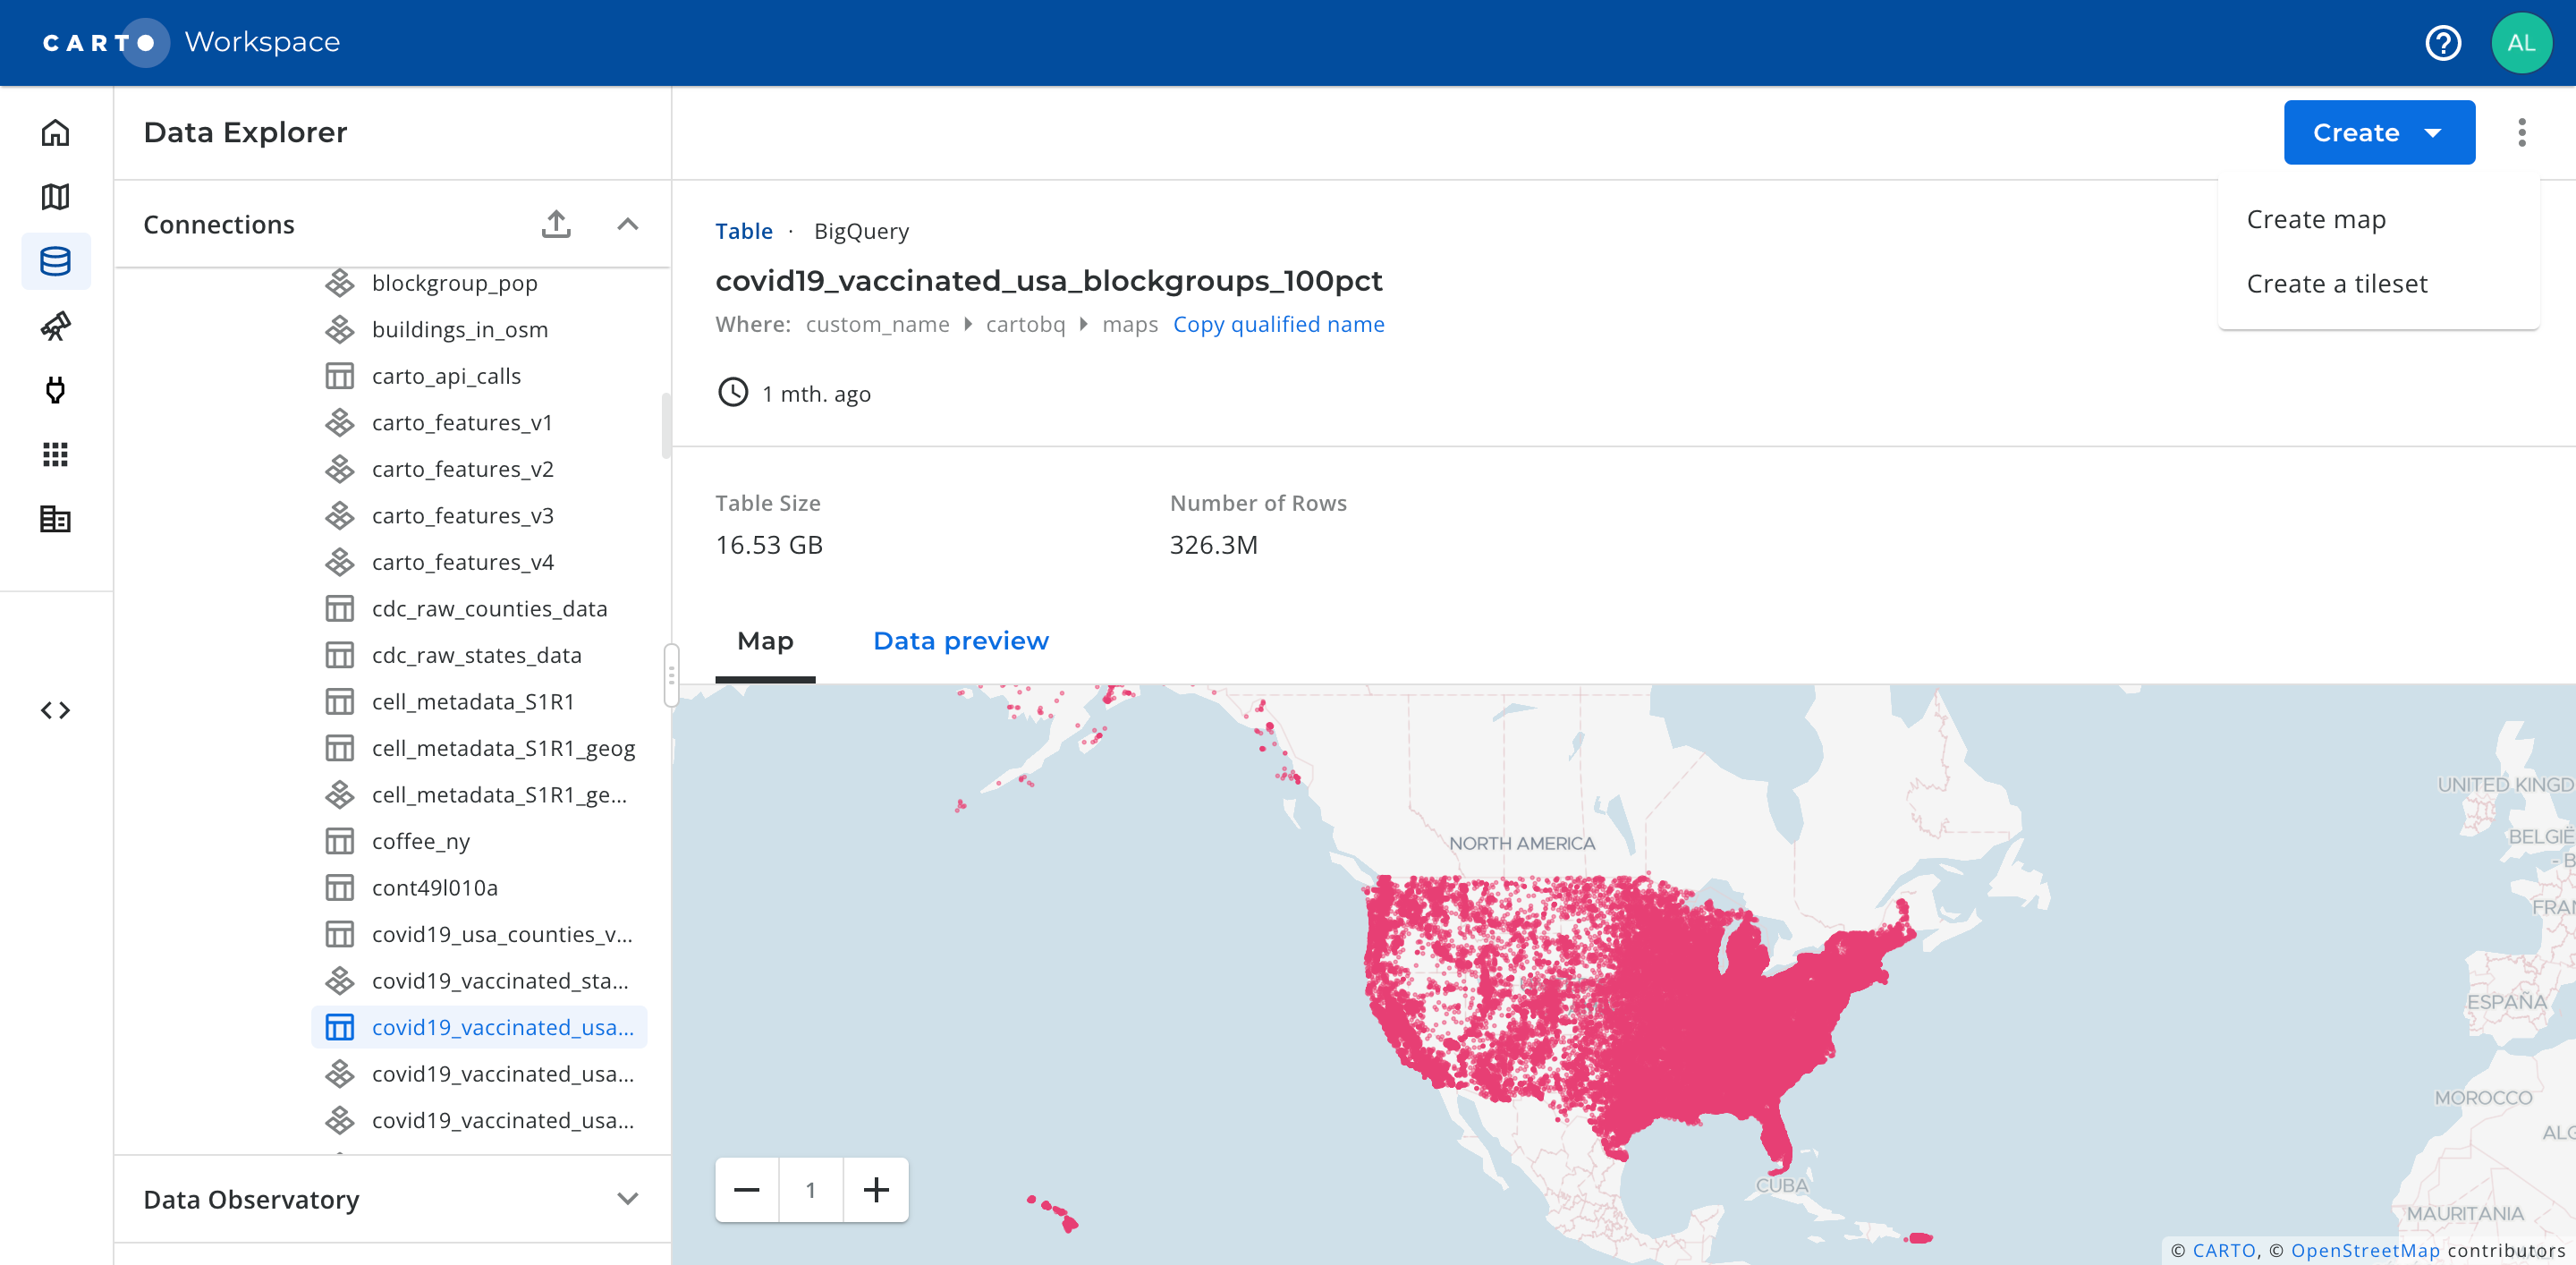 CARTO Workspace
AL
Data Explorer
Create
Connections
Create map
Create a tileset
blockgroup_pop
buildings_in_osm
carto_api_calls
carto_features_v1
carto_features_v2
carto_features_v3
carto_features_v4
cdc_raw_counties_data
cdc_raw_states_data
cell_metadata_S1R1
cell_metadata_S1R1_geog
cell_metadata_S1R1_ge...
coffee_ny
cont49l010a
covid19_usa_counties_v...
covid19_vaccinated_sta...
covid19_vaccinated_usa...
covid19_vaccinated_usa...
covid19_vaccinated_usa...
Data Observatory
Table · BigQuery
covid19_vaccinated_usa_blockgroups_100pct
Where: custom_name cartobq maps Copy qualified name
1 mth. ago
Table Size
16.53 GB
Number of Rows
326.3M
Map
Data preview
UNITED KINGD
BELGIË
- B
NORTH AMERICA
FRAN
ESPAÑA
MOROCCO
ALG
CUBA
MAURITANIA
1
© CARTO, © OpenStreetMap contributors